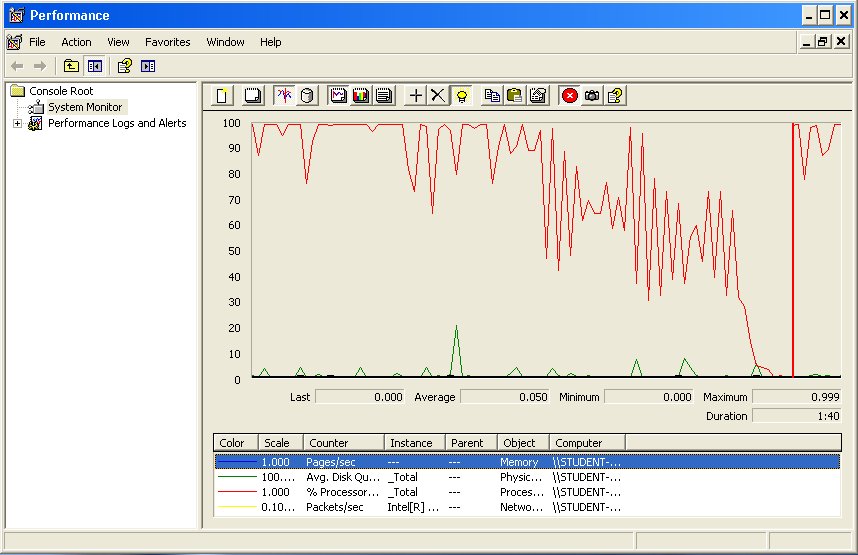 Performance
File Action View Favorites Window Help
Console Root
System Monitor
Performance Logs and Alerts
100
90
80
70
60
50
40
30
20
10
0
Last 0.000 Average 0.050 Minimum 0.000 Maximum 0.999
Duration 1:40
Color Scale Counter Instance Parent Object Computer
1.000 Pages/sec --- --- Memory \\STUDENT-...
100.... Avg. Disk Qu... _Total --- Physic... \\STUDENT-...
1.000 % Processor... _Total --- Proces... \\STUDENT-...
0.10... Packets/sec Intel[R] ... --- Netwo... \\STUDENT-...